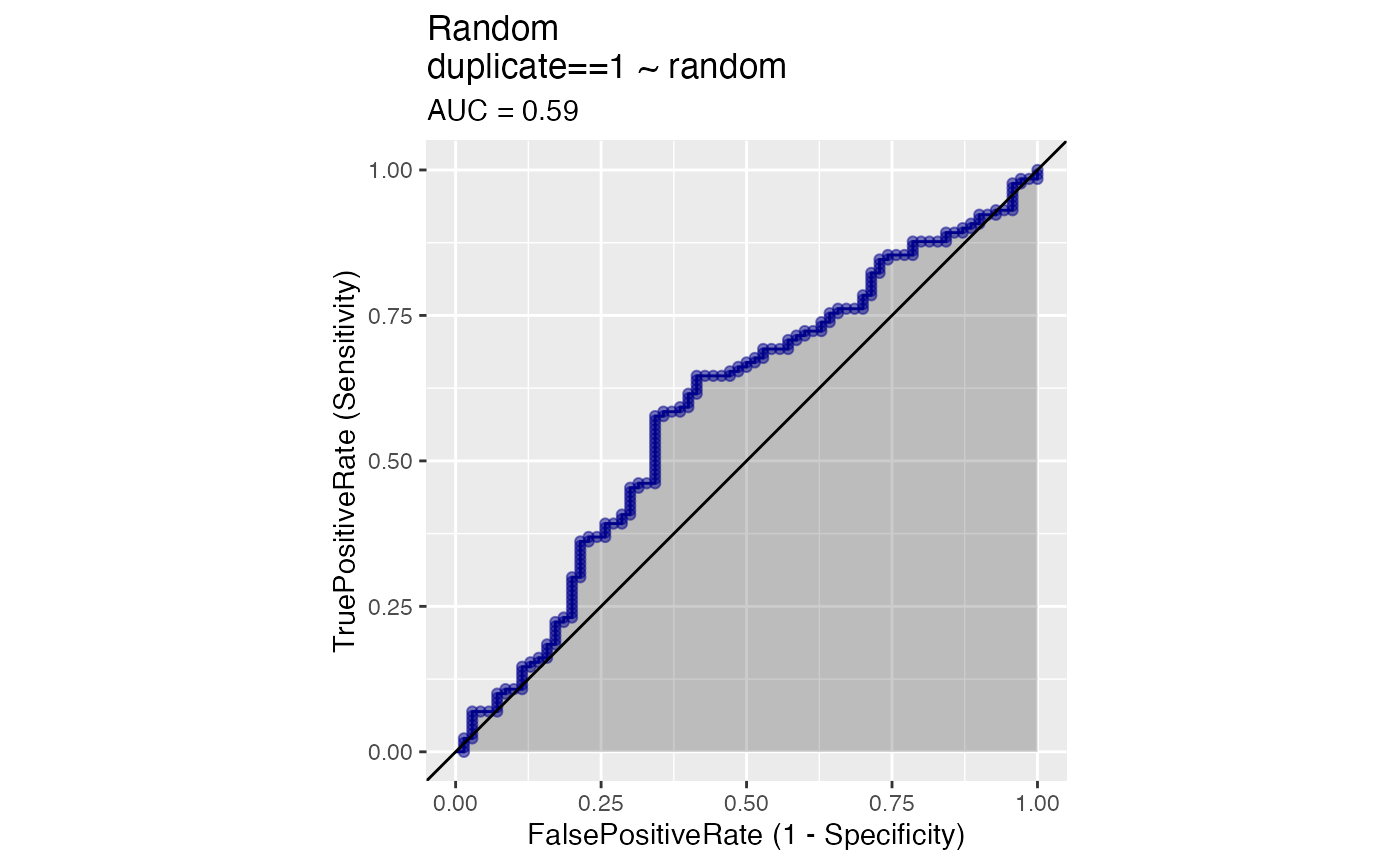 Random
duplicate==1 ~ random
AUC = 0.59
TruePositiveRate (Sensitivity)
1.00
0.75
0.50
0.25
0.00
0.00 0.25 0.50 0.75 1.00
FalsePositiveRate (1 - Specificity)